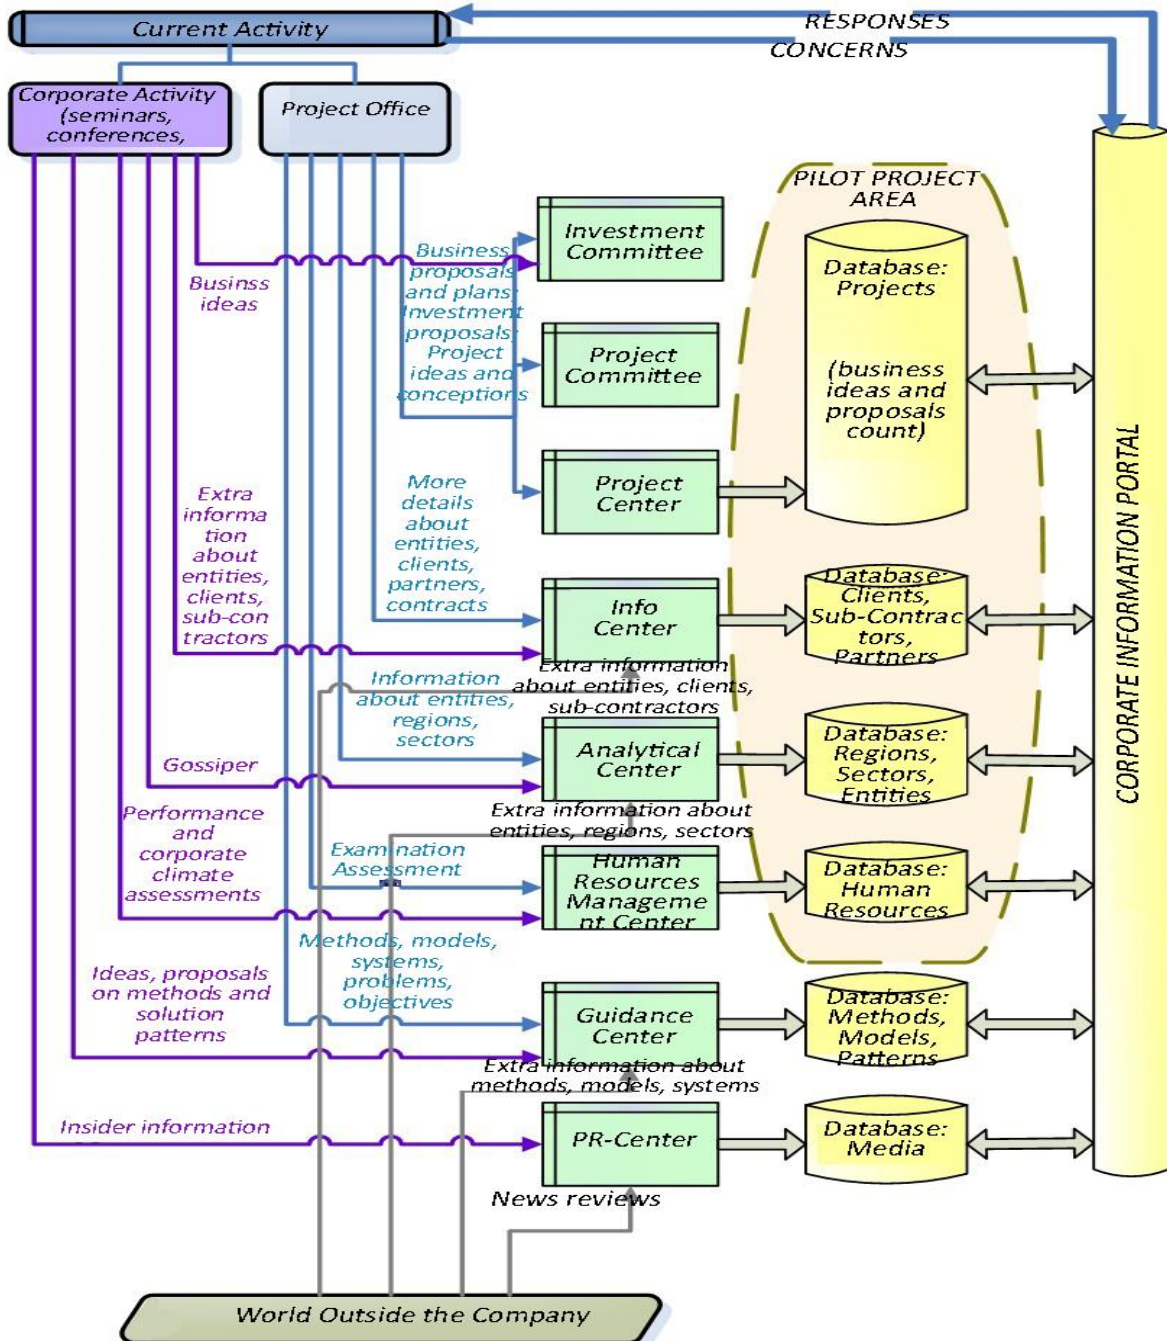 Current Activity
RESPONSES
CONCERNS
Corporate Activity
(seminars,
conferences,
Project Office
PILOT PROJECT
AREA
Investment
Committee
Business
proposals
and plans;
Investment
proposals;
Project
ideas and
conceptions
Businss
ideas
Database:
Projects
(business
ideas and
proposals
count)
Project
Committee
Project
Center
CORPORATE INFORMATION PORTAL
Extra
informa
tion
about
entities,
clients,
sub-con
tractors
More
details
about
entities,
clients,
partners,
contracts
Info
Center
Database:
Clients,
Sub-Contrac
tors,
Partners
Extra information
about entities, clients,
sub-contractors
Information
about entities,
regions,
sectors
Analytical
Center
Database:
Regions,
Sectors,
Entities
Gossiper
Extra information about
entities, regions, sectors
Performance
and
corporate
climate
assessments
Examination
Assessment
Human
Resources
Manageme
nt Center
Database:
Human
Resources
Methods, models,
systems,
problems,
objectives
Ideas, proposals
on methods and
solution
patterns
Guidance
Center
Database:
Methods,
Models,
Patterns
Extra information about
methods, models, systems
Insider information
PR-Center
Database:
Media
News reviews
World Outside the Company